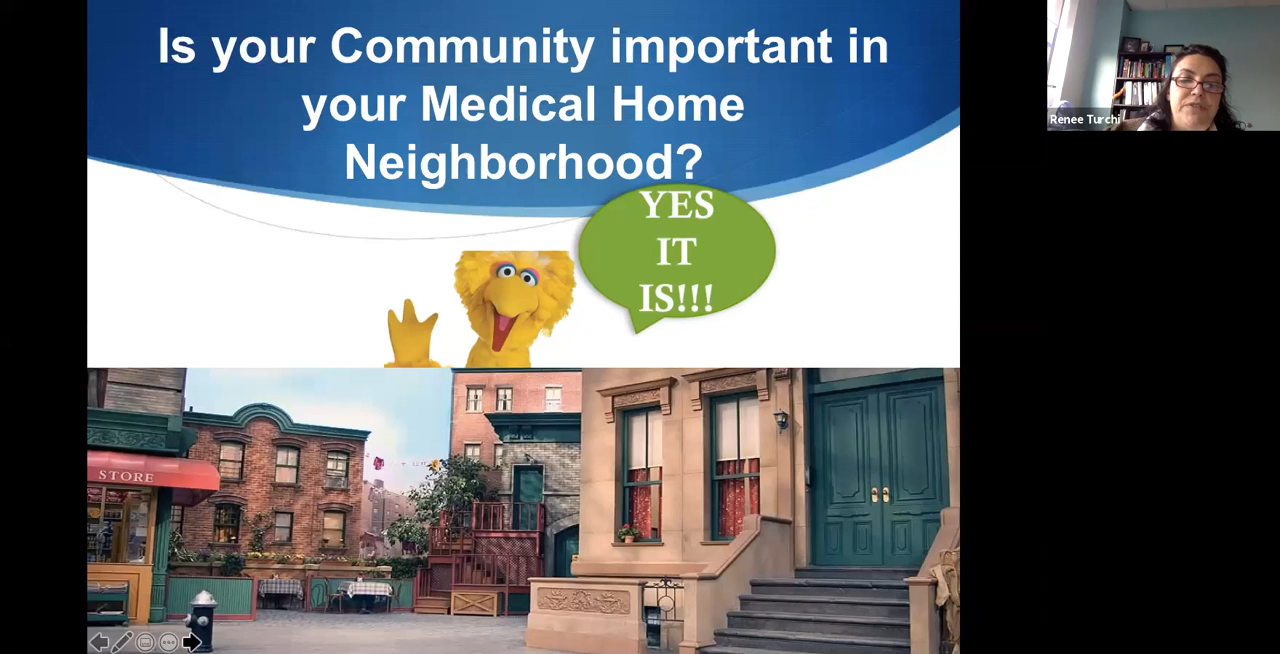 Is your Community important in
your Medical Home
Neighborhood?
YES
IT
IS!!!
Renee Turchi
STORE